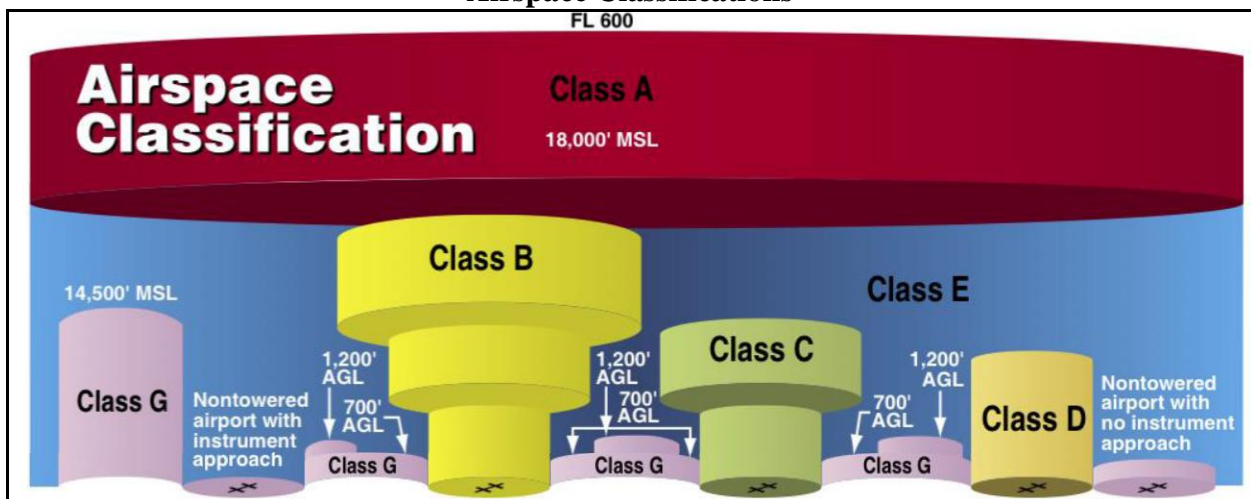 Airspace Classifications
FL 600
Airspace
Classification
Class A
18,000' MSL
Class B
14,500' MSL
Class E
Class G
Nontowered
airport with
instrument
approach
1,200'
AGL
700'
AGL
Class G
1,200'
AGL
700'
AGL
Class G
Class C
700'
AGL
1,200'
AGL
Class G
Class D
Nontowered
airport with
no instrument
approach